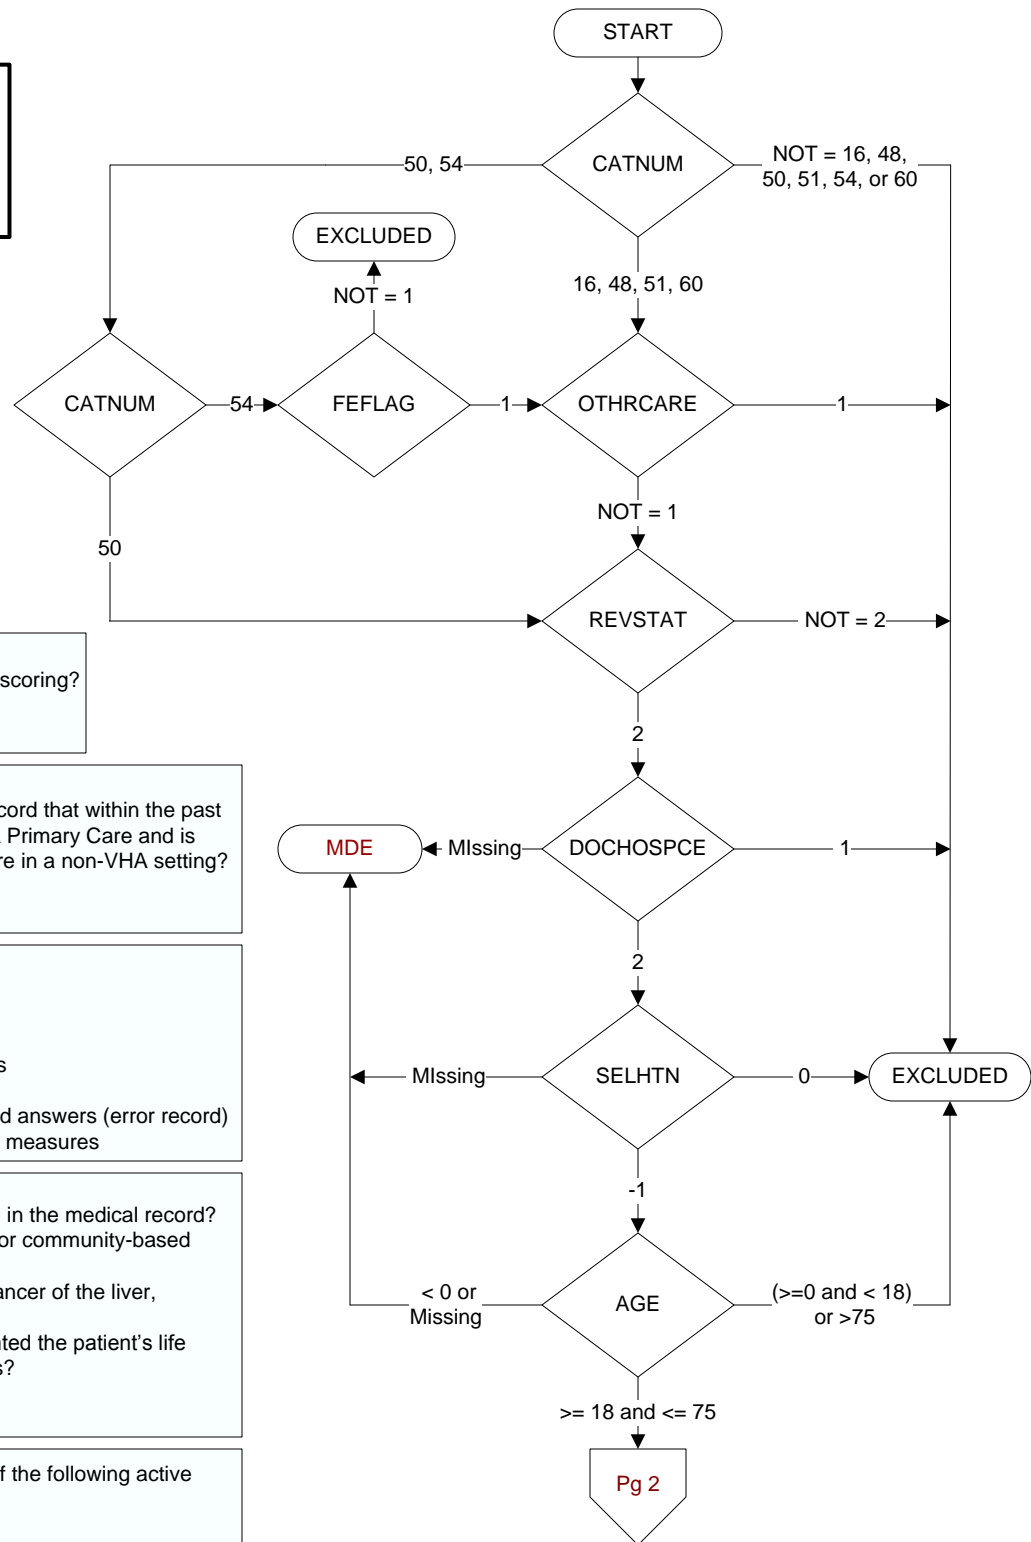 START
CATNUM
50, 54
NOT = 16, 48,
50, 51, 54, or 60
EXCLUDED
NOT = 1
16, 48, 51, 60
CATNUM
54
FEFLAG
1
OTHRCARE
1
NOT = 1
50
REVSTAT
NOT = 2
2
scoring?
cord that within the past
Primary Care and is
re in a non-VHA setting?
MDE
MIssing
DOCHOSPCE
1
2
s
d answers (error record)
measures
MIssing
SELHTN
0
EXCLUDED
-1
in the medical record?
or community-based
ancer of the liver,
nted the patient's life
s?
< 0 or
Missing
AGE
(>=0 and < 18)
or >75
>= 18 and <= 75
f the following active
Pg 2